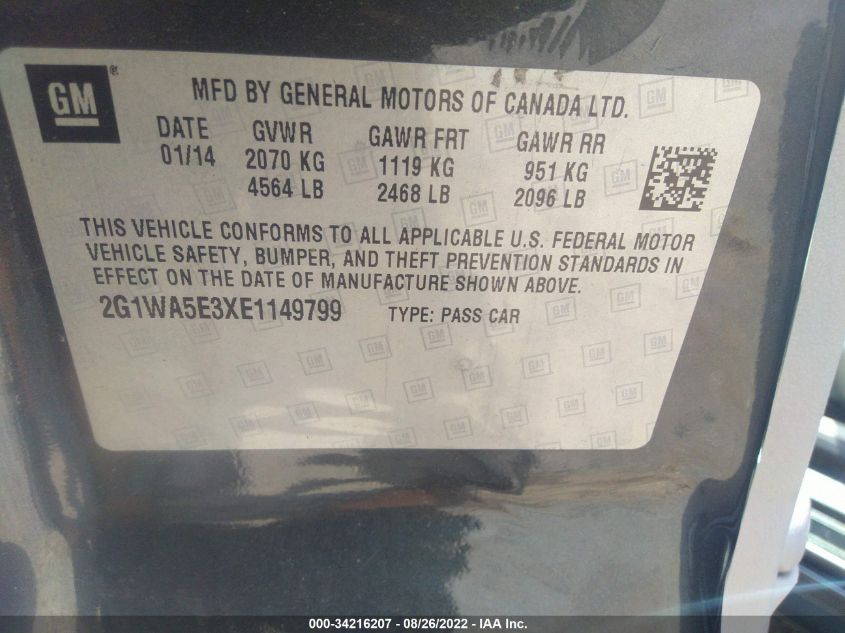 GM®
MFD BY GENERAL MOTORS OF CANADA LTD.
DATE GVWR GAWR FRT GAWR RR
01/14 2070 KG 1119 KG 951 KG
4564 LB 2468 LB 2096 LB
THIS VEHICLE CONFORMS TO ALL APPLICABLE U.S. FEDERAL MOTOR
VEHICLE SAFETY, BUMPER, AND THEFT PREVENTION STANDARDS IN
EFFECT ON THE DATE OF MANUFACTURE SHOWN ABOVE.
2G1WA5E3XE1149799 TYPE: PASS CAR
000-34216207 - 08/26/2022 - IAA Inc.